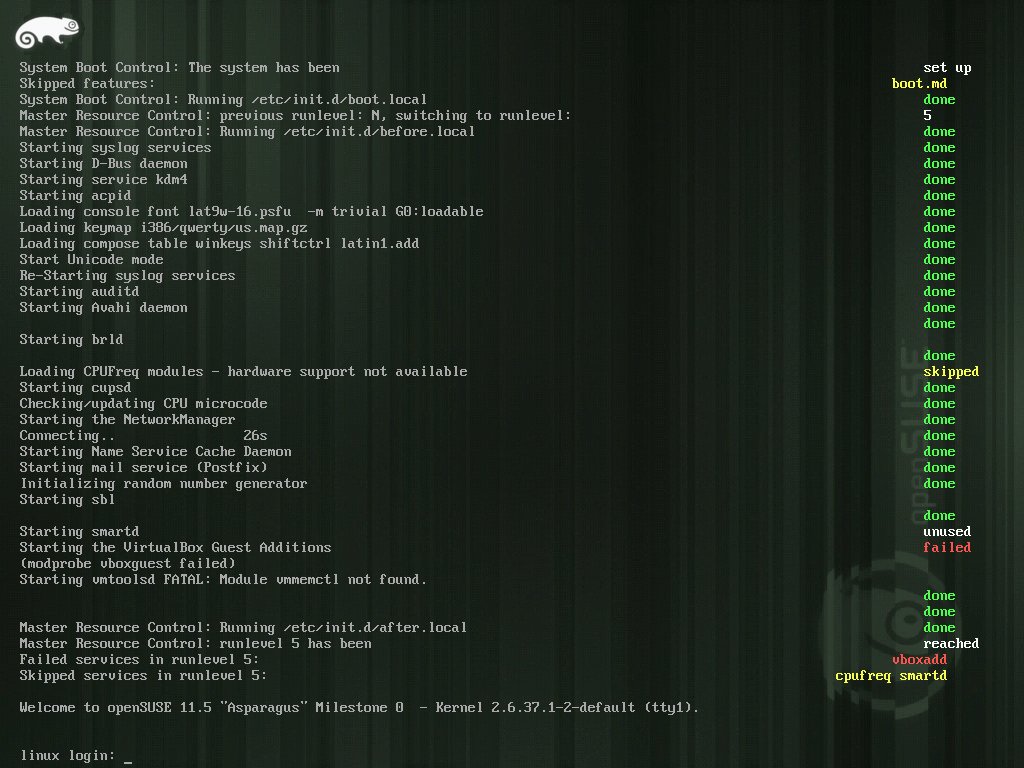 System Boot Control: The system has been set up
Skipped features: boot.md
System Boot Control: Running /etc/init.d/boot.local done
Master Resource Control: previous runlevel: N, switching to runlevel: 5
Master Resource Control: Running /etc/init.d/before.local done
Starting syslog services done
Starting D-Bus daemon done
Starting service kdm4 done
Starting acpid done
Loading console font lat9w-16.psfu  -m trivial G0:loadable done
Loading keymap i386/qwerty/us.map.gz done
Loading compose table winkeys shiftctrl latin1.add done
Start Unicode mode done
Re-Starting syslog services done
Starting auditd done
Starting Avahi daemon done
done
Starting brld
done
Loading CPUFreq modules - hardware support not available skipped
Starting cupsd done
Checking/updating CPU microcode done
Starting the NetworkManager done
Connecting.. 26s done
Starting Name Service Cache Daemon done
Starting mail service (Postfix) done
Initializing random number generator done
Starting sbl
done
Starting smartd unused
Starting the VirtualBox Guest Additions failed
(modprobe vboxguest failed)
Starting vmtoolsd FATAL: Module vmmemctl not found.
done
done
Master Resource Control: Running /etc/init.d/after.local done
Master Resource Control: runlevel 5 has been reached
Failed services in runlevel 5: vboxadd
Skipped services in runlevel 5: cpufreq smartd
Welcome to openSUSE 11.5 "Asparagus" Milestone 0  - Kernel 2.6.37.1-2-default (tty1).
linux login: _
openSUSE